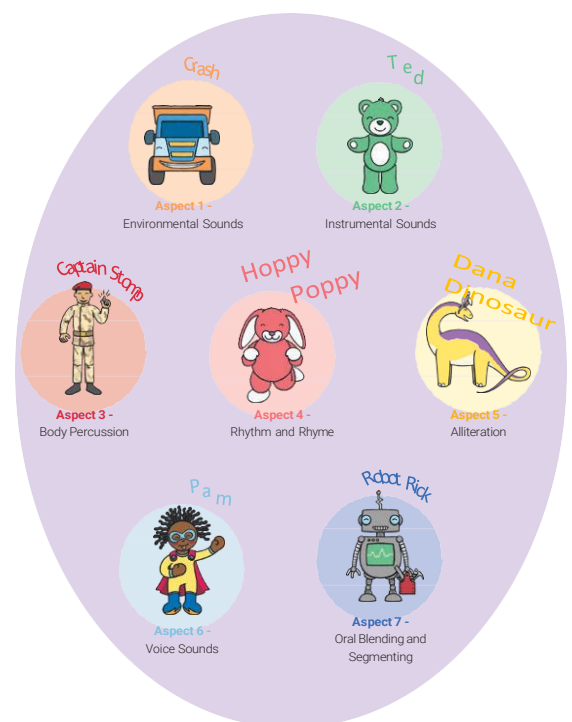 Crash
Ted
Aspect 1 -
Environmental Sounds
Aspect 2 -
Instrumental Sounds
Captain Stomp
Hoppy
Poppy
Dana
Dinosaur
Aspect 3 -
Body Percussion
Aspect 4 -
Rhythm and Rhyme
Aspect 5 -
Alliteration
Pam
Robot Rick
Aspect 6 -
Voice Sounds
Aspect 7 -
Oral Blending and
Segmenting